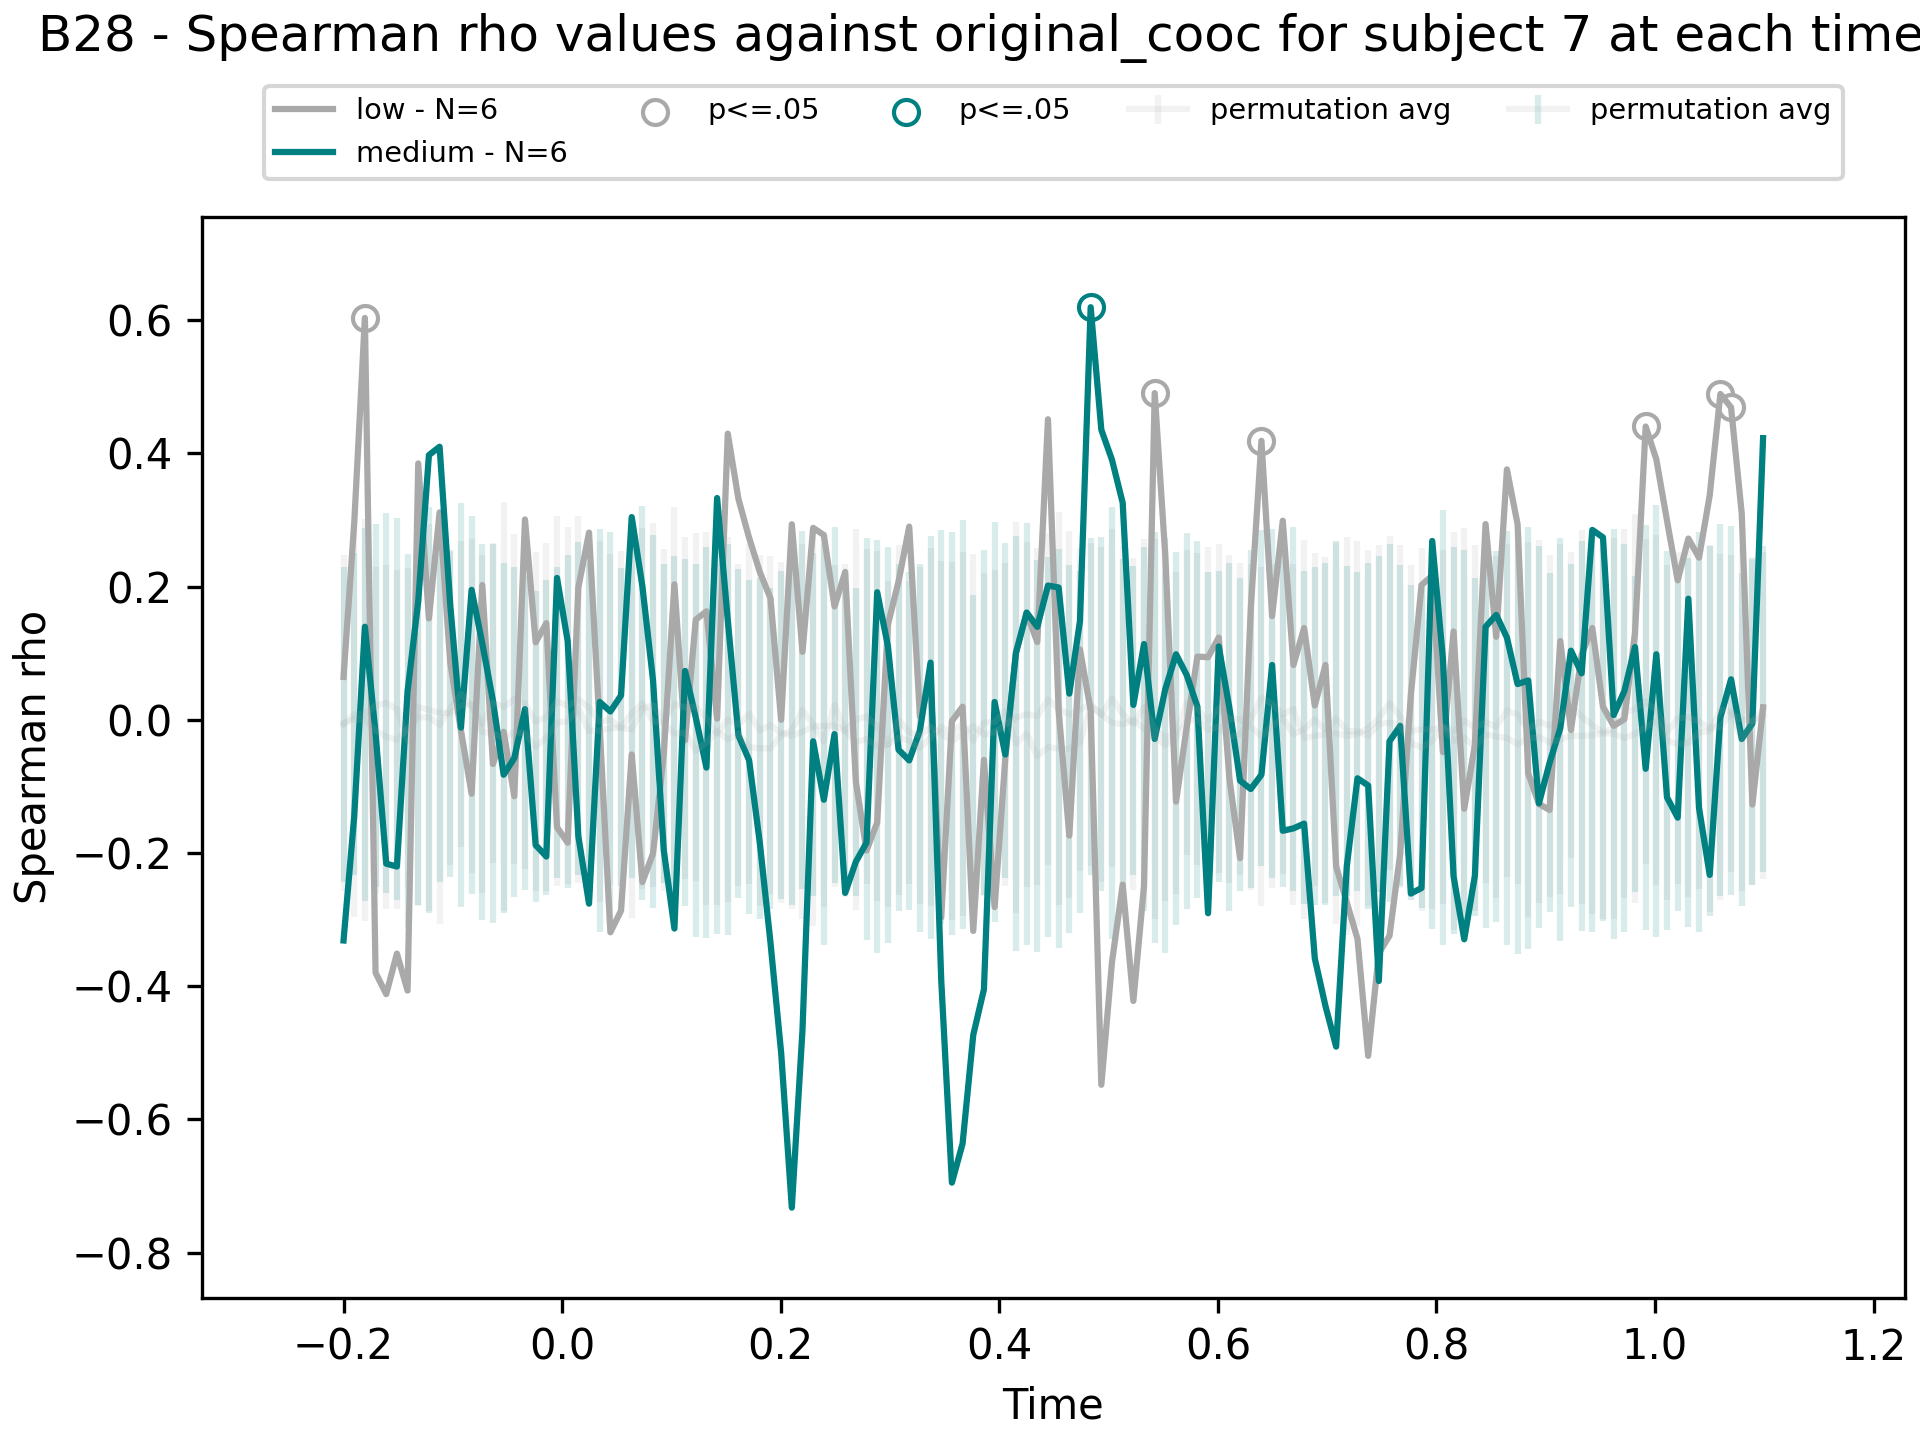 B28 - Spearman rho values against original_cooc for subject 7 at each time
low - N=6 p<=.05 p<=.05 permutation avg permutation avg
medium - N=6
0.6
0.4
0.2
0.0
−0.2
−0.4
−0.6
−0.8
Spearman rho
−0.2 0.0 0.2 0.4 0.6 0.8 1.0 1.2
Time